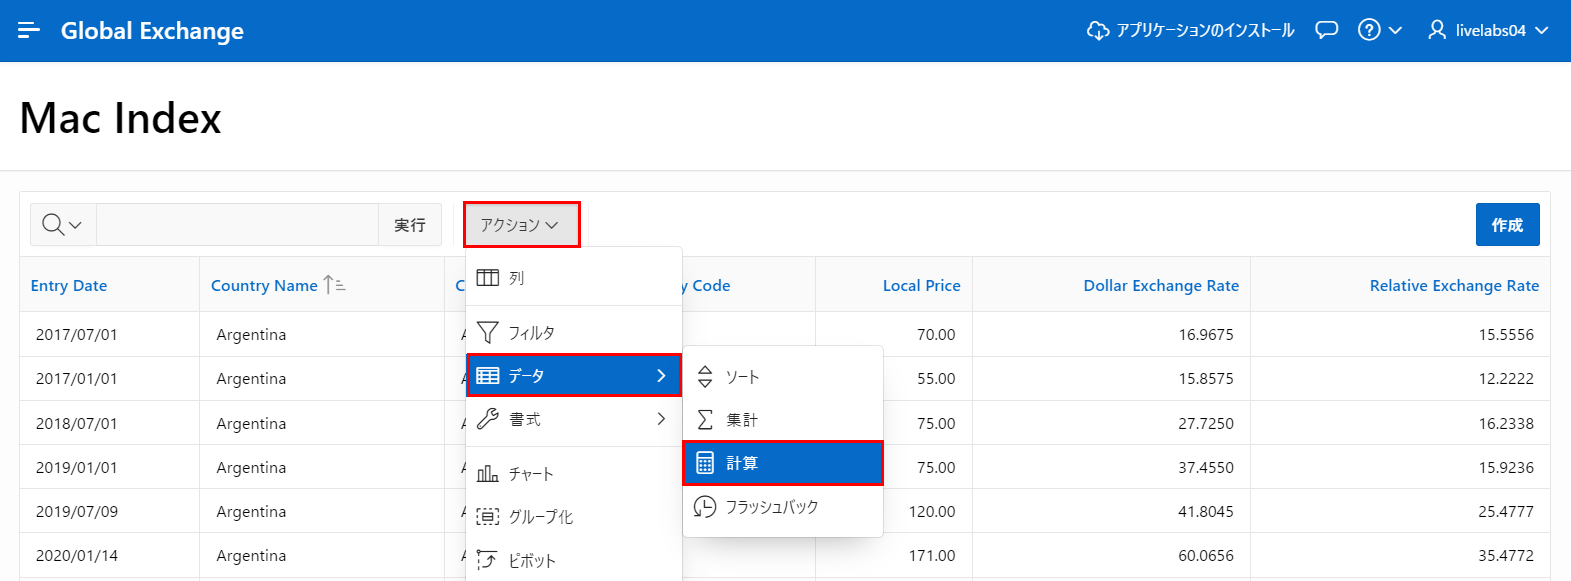 Global Exchange アプリケーションのインストール livelabs04
Mac Index
実行 アクション 作成
Entry Date Country Name y Code Local Price Dollar Exchange Rate Relative Exchange Rate
列
2017/07/01 Argentina フィルタ 70.00 16.9675 15.5556
2017/01/01 Argentina データ ソート 55.00 15.8575 12.2222
2018/07/01 Argentina 書式 集計 75.00 27.7250 16.2338
2019/01/01 Argentina チャート 計算 75.00 37.4550 15.9236
2019/07/09 Argentina グループ化 フラッシュバック 120.00 41.8045 25.4777
2020/01/14 Argentina ピボット 171.00 60.0656 35.4772